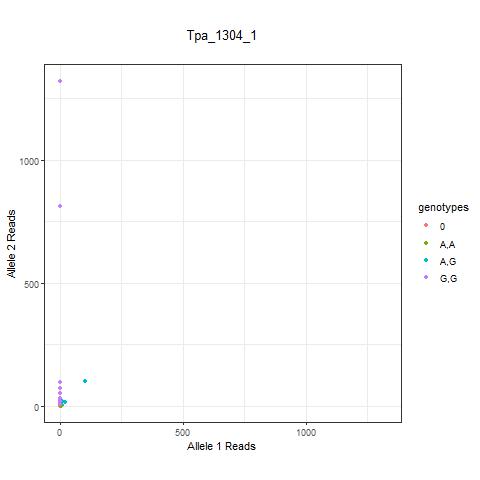 Tpa_1304_1
Allele 2 Reads
1000
500
0
0
500
1000
Allele 1 Reads
genotypes
0
A,A
A,G
G,G